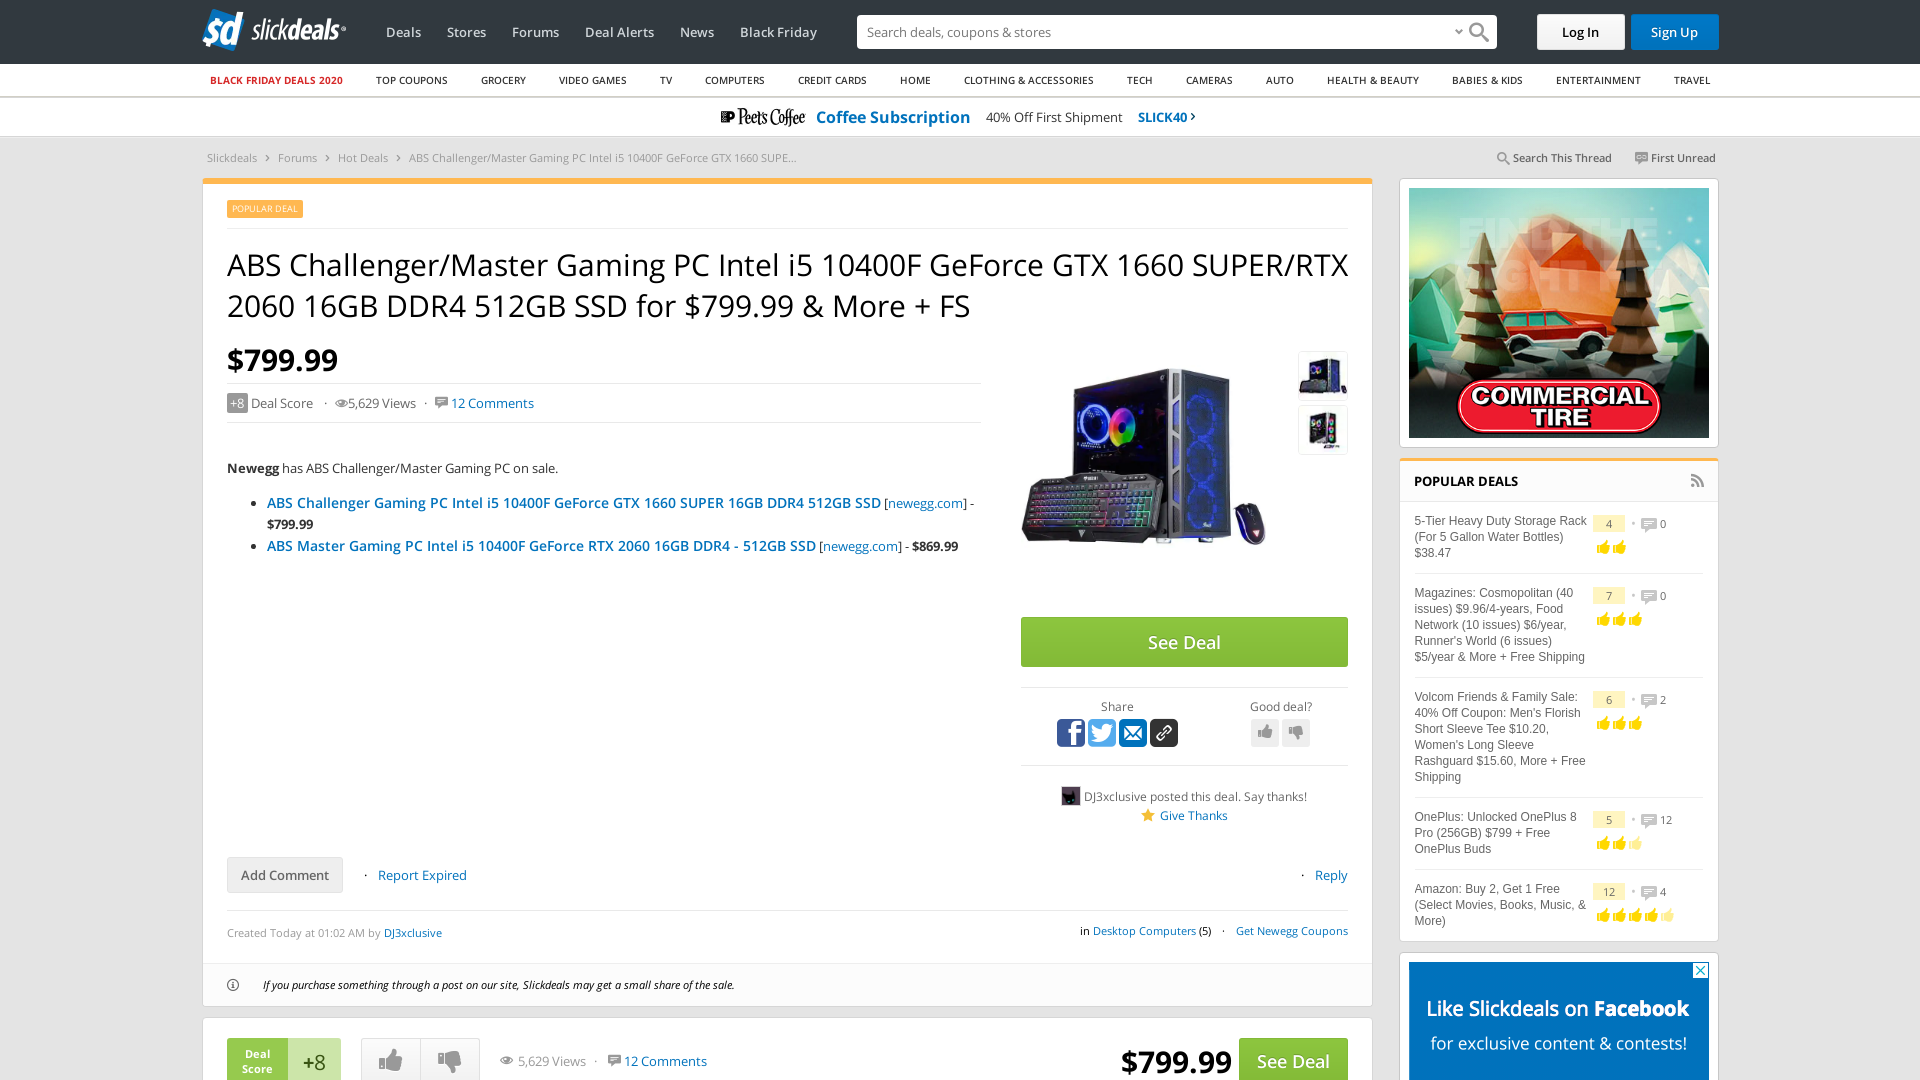 slickdeals
Deals
Stores
Forums
Deal Alerts
News
Black Friday
Search deals, coupons & stores
Log In
Sign Up
BLACK FRIDAY DEALS 2020
TOP COUPONS
GROCERY
VIDEO GAMES
TV
COMPUTERS
CREDIT CARDS
HOME
CLOTHING & ACCESSORIES
TECH
CAMERAS
AUTO
HEALTH & BEAUTY
BABIES & KIDS
ENTERTAINMENT
TRAVEL
Peet's Coffee Coffee Subscription 40% Off First Shipment SLICK40
Slickdeals > Forums > Hot Deals > ABS Challenger/Master Gaming PC Intel i5 10400F GeForce GTX 1660 SUPE...
Search This Thread
First Unread
POPULAR DEAL
ABS Challenger/Master Gaming PC Intel i5 10400F GeForce GTX 1660 SUPER/RTX
2060 16GB DDR4 512GB SSD for $799.99 & More + FS
$799.99
+8 Deal Score · 5,629 Views · 12 Comments
Newegg has ABS Challenger/Master Gaming PC on sale.
ABS Challenger Gaming PC Intel i5 10400F GeForce GTX 1660 SUPER 16GB DDR4 512GB SSD [newegg.com] -
$799.99
ABS Master Gaming PC Intel i5 10400F GeForce RTX 2060 16GB DDR4 - 512GB SSD [newegg.com] - $869.99
See Deal
Share
Good deal?
DJ3xclusive posted this deal. Say thanks!
Give Thanks
Add Comment
· Report Expired
· Reply
Created Today at 01:02 AM by DJ3xclusive
in Desktop Computers (5) · Get Newegg Coupons
If you purchase something through a post on our site, Slickdeals may get a small share of the sale.
Deal
Score
+8
5,629 Views · 12 Comments
$799.99
See Deal
FIND THE
RIGHT FIT
COMMERCIAL
TIRE
POPULAR DEALS
5-Tier Heavy Duty Storage Rack
(For 5 Gallon Water Bottles)
$38.47
4 • 0
Magazines: Cosmopolitan (40
issues) $9.96/4-years, Food
Network (10 issues) $6/year,
Runner's World (6 issues)
$5/year & More + Free Shipping
7 • 0
Volcom Friends & Family Sale:
40% Off Coupon: Men's Florish
Short Sleeve Tee $10.20,
Women's Long Sleeve
Rashguard $15.60, More + Free
Shipping
6 • 2
OnePlus: Unlocked OnePlus 8
Pro (256GB) $799 + Free
OnePlus Buds
5 • 12
Amazon: Buy 2, Get 1 Free
(Select Movies, Books, Music, &
More)
12 • 4
Like Slickdeals on Facebook
for exclusive content & contests!